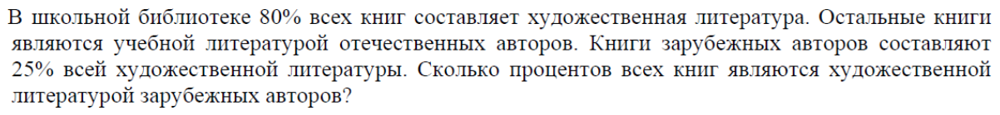 В школьной библиотеке 80% всех книг составляет художественная литература. Остальные книги
являются учебной литературой отечественных авторов. Книги зарубежных авторов составляют
25% всей художественной литературы. Сколько процентов всех книг являются художественной
литературой зарубежных авторов?